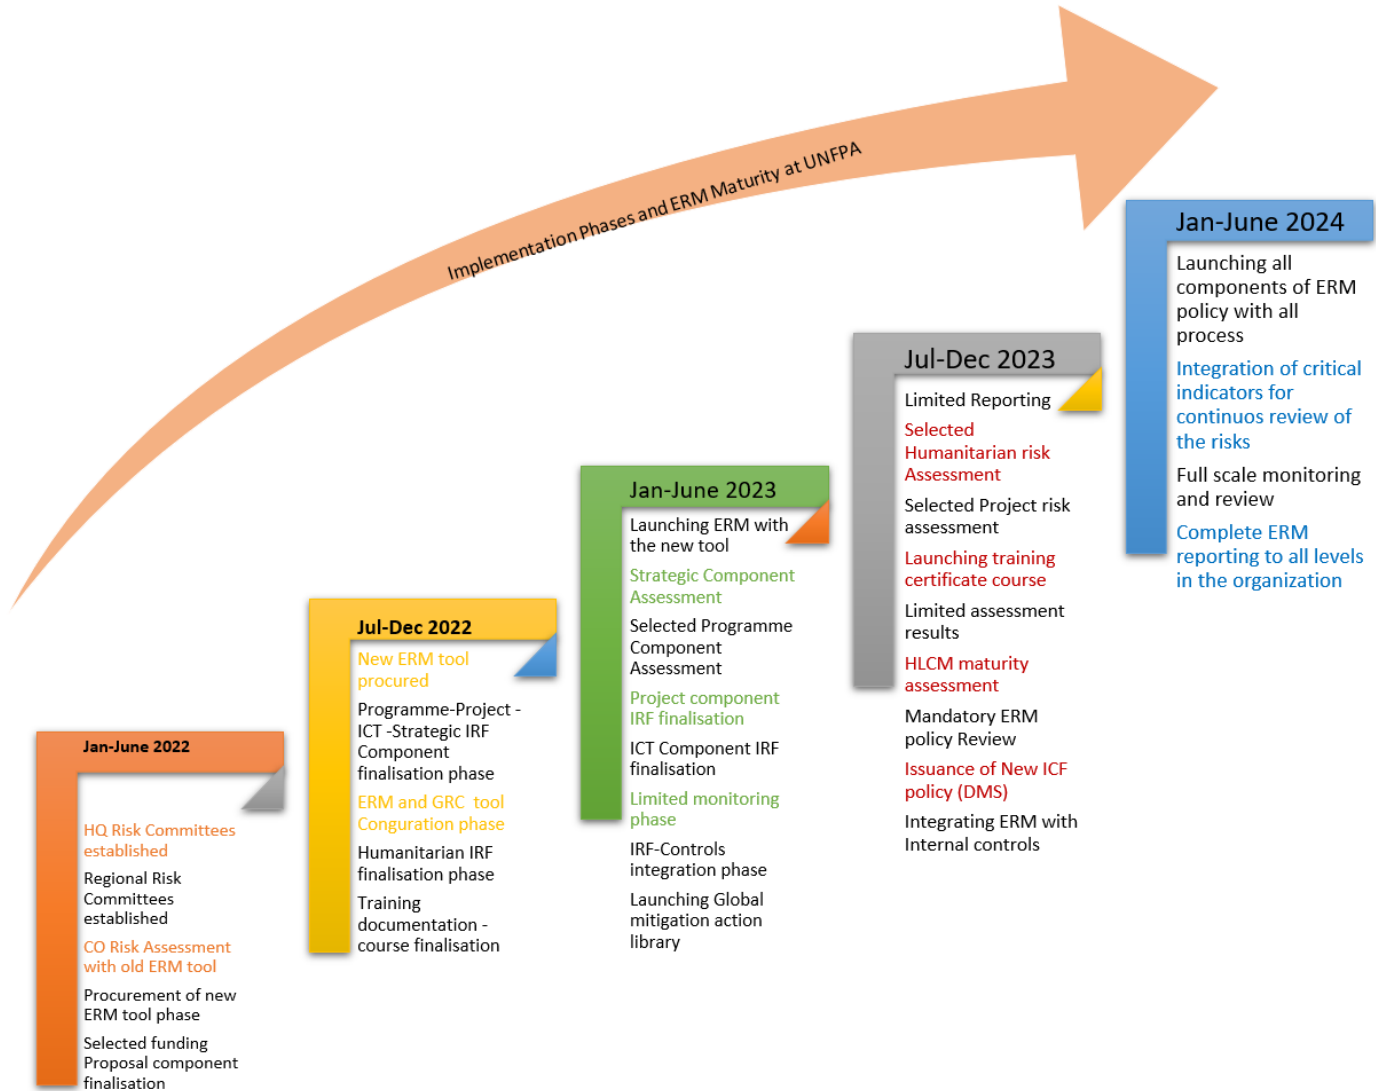 Implementation Phases and ERM Maturity at UNFPA
Jan-June 2022
HQ Risk Committees
established
Regional Risk
Committees
established
CO Risk Assessment
with old ERM tool
Procurement of new
ERM tool phase
Selected funding
Proposal component
finalisation
Jul-Dec 2022
New ERM tool
procured
Programme-Project -
ICT -Strategic IRF
Component
finalisation phase
ERM and GRC tool
Conguration phase
Humanitarian IRF
finalisation phase
Training
documentation -
course finalisation
Jan-June 2023
Launching ERM with
the new tool
Strategic Component
Assessment
Selected Programme
Component
Assessment
Project component
IRF finalisation
ICT Component IRF
finalisation
Limited monitoring
phase
IRF-Controls
integration phase
Launching Global
mitigation action
library
Jul-Dec 2023
Limited Reporting
Selected
Humanitarian risk
Assessment
Selected Project risk
assessment
Launching training
certificate course
Limited assessment
results
HLCM maturity
assessment
Mandatory ERM
policy Review
Issuance of New ICF
policy (DMS)
Integrating ERM with
Internal controls
Jan-June 2024
Launching all
components of ERM
policy with all
process
Integration of critical
indicators for
continuos review of
the risks
Full scale monitoring
and review
Complete ERM
reporting to all levels
in the organization